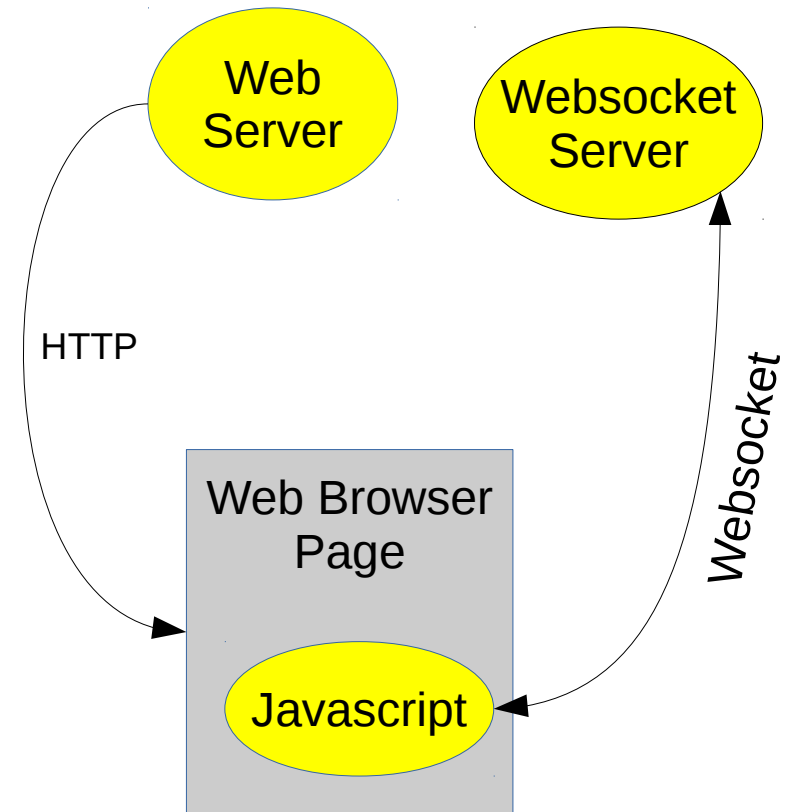 Web
Server
Websocket
Server
HTTP
Websocket
Web Browser
Page
Javascript